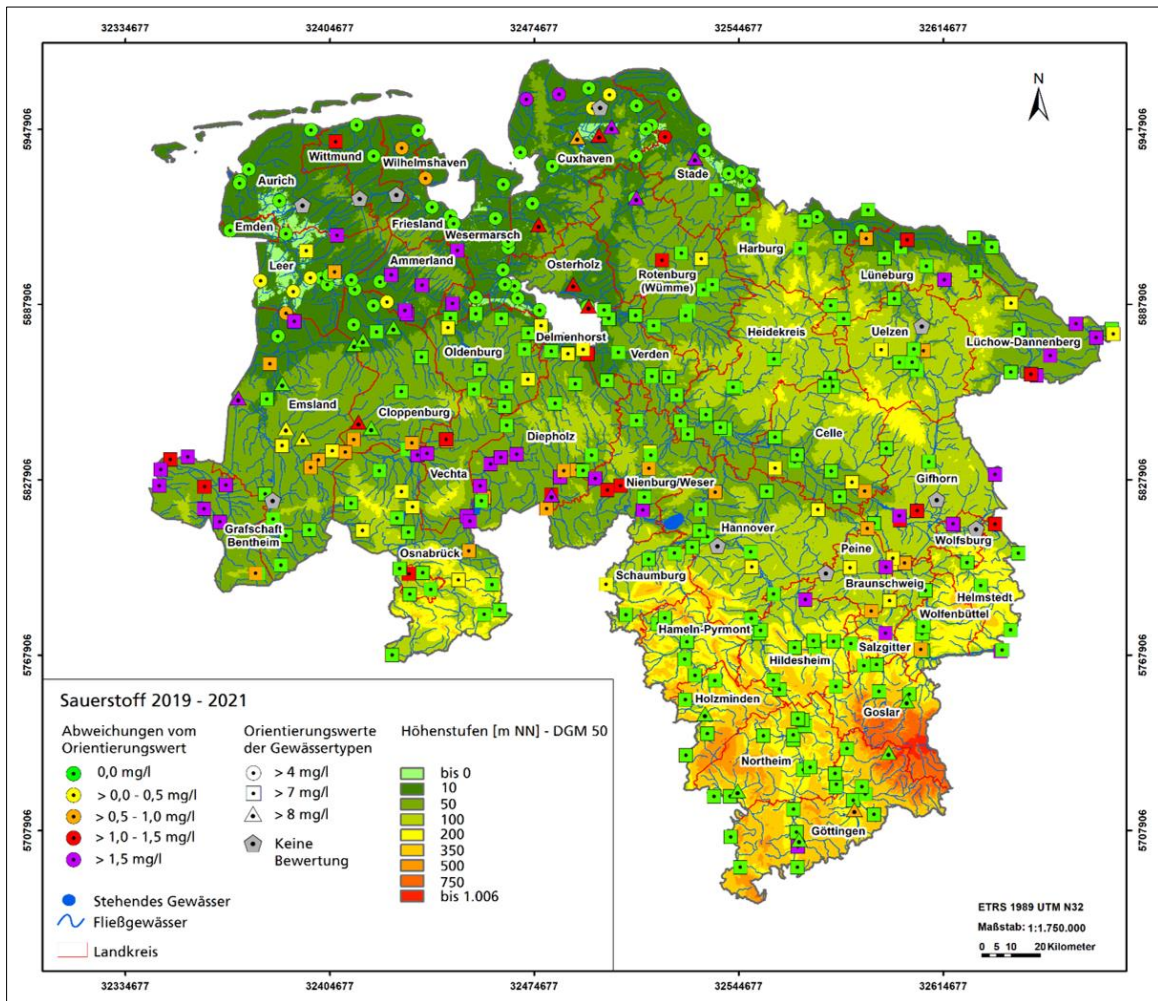 32334677 32404677 32474677 32544677 32614677
N
5947906 5947906
Cuxhaven
Wittmund
Wilhelmshaven
Stade
Aurich
Emden
Friesland
Wesermarsch
Harburg
Leer
Ammerland
Osterholz
Rotenburg
(Wümme)
Lüneburg
5887906 5887906
Heidekreis
Uelzen
Delmenhorst
Lüchow-Dannenberg
Oldenburg
Verden
Emsland
Cloppenburg
Diepholz
Celle
Vechta
5827906 5827906
Nienburg/Weser
Gifhorn
Grafschaft
Bentheim
Hannover
Wolfsburg
Osnabrück
Peine
Schaumburg
Braunschweig
Helmstedt
Wolfenbüttel
Hameln-Pyrmont
Salzgitter
5767906 5767906
Hildesheim
Holzminden
Goslar
Northeim
Göttingen
5707906 5707906
Sauerstoff 2019 - 2021
Abweichungen vom
Orientierungswert
0,0 mg/l
> 0,0 - 0,5 mg/l
> 0,5 - 1,0 mg/l
> 1,0 - 1,5 mg/l
> 1,5 mg/l
Stehendes Gewässer
Fließgewässer
Landkreis
Orientierungswerte
der Gewässertypen
> 4 mg/l
> 7 mg/l
> 8 mg/l
Keine
Bewertung
Höhenstufen [m NN] - DGM 50
bis 0
10
50
100
200
350
500
750
bis 1.006
ETRS 1989 UTM N32
Maßstab: 1:1.750.000
0 5 10 20 Kilometer
32334677 32404677 32474677 32544677 32614677